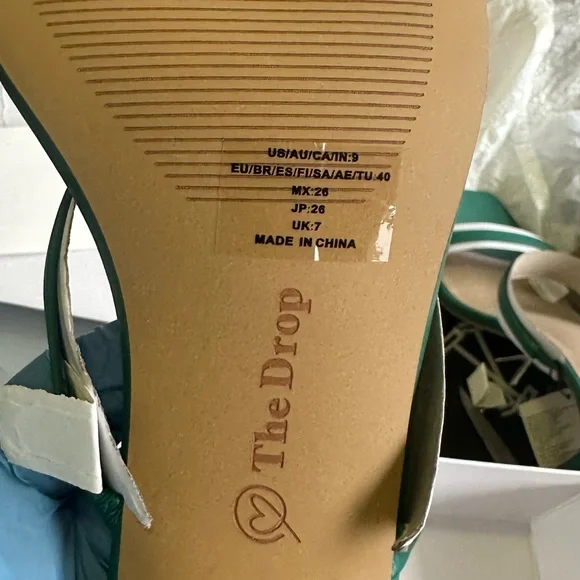 US/AU/CA/IN:9
EU/BR/ES/FI/SA/AE/TU:40
MX:26
JP:26
UK:7
MADE IN CHINA
The Drop